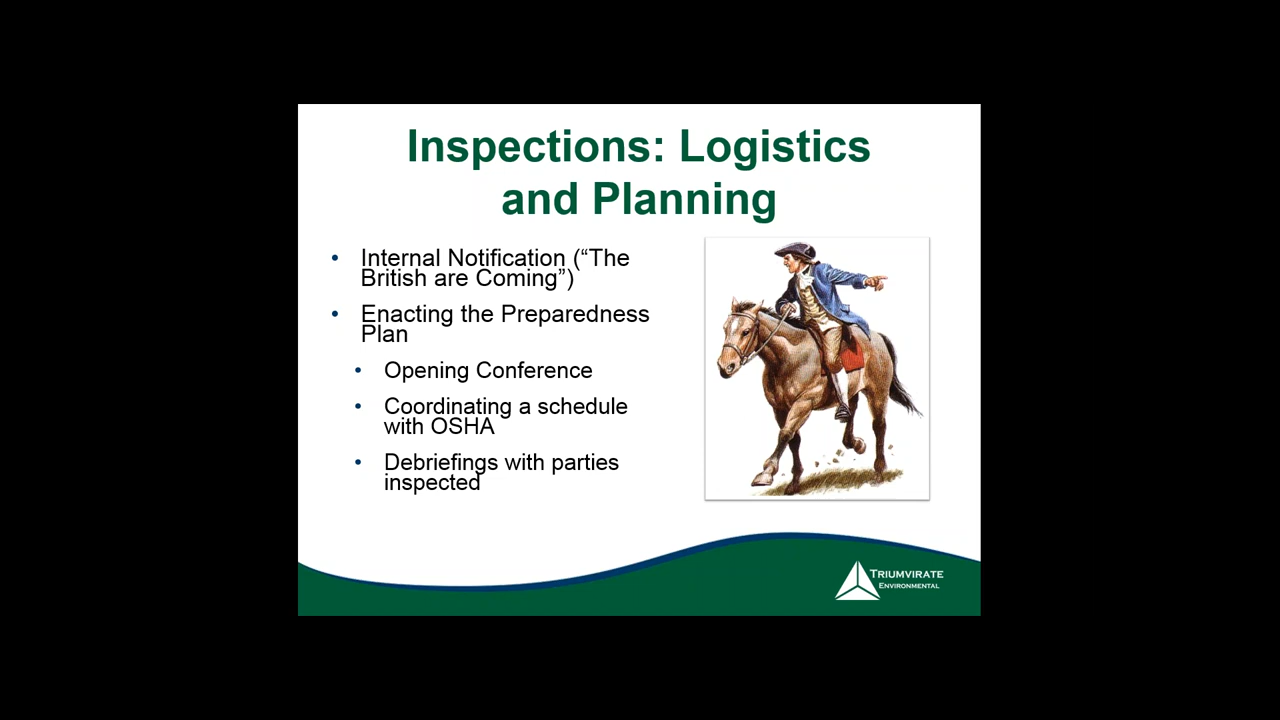 Inspections: Logistics
and Planning
• Internal Notification (“The
British are Coming”)
• Enacting the Preparedness
Plan
• Opening Conference
• Coordinating a schedule
with OSHA
• Debriefings with parties
inspected
TRIUMVIRATE
ENVIRONMENTAL